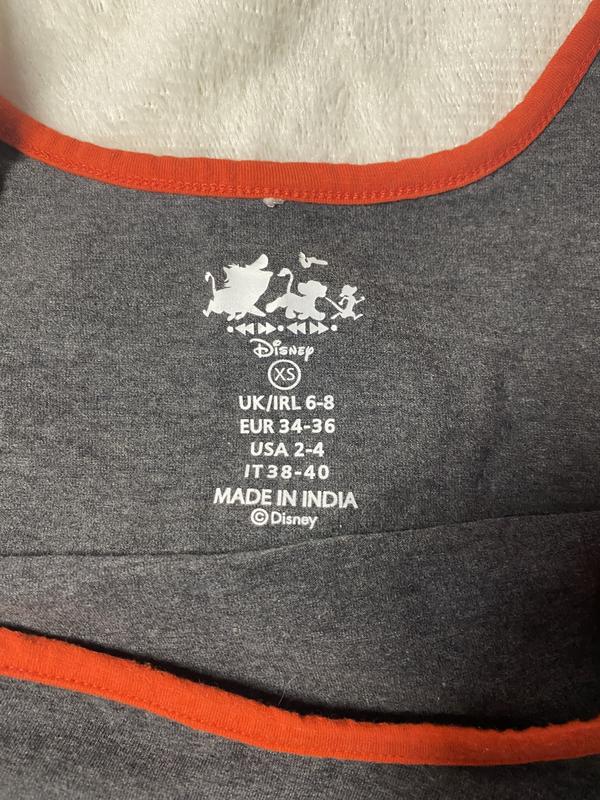 Disney
XS
UK/IRL 6-8
EUR 34-36
USA 2-4
IT 38-40
MADE IN INDIA
©Disney